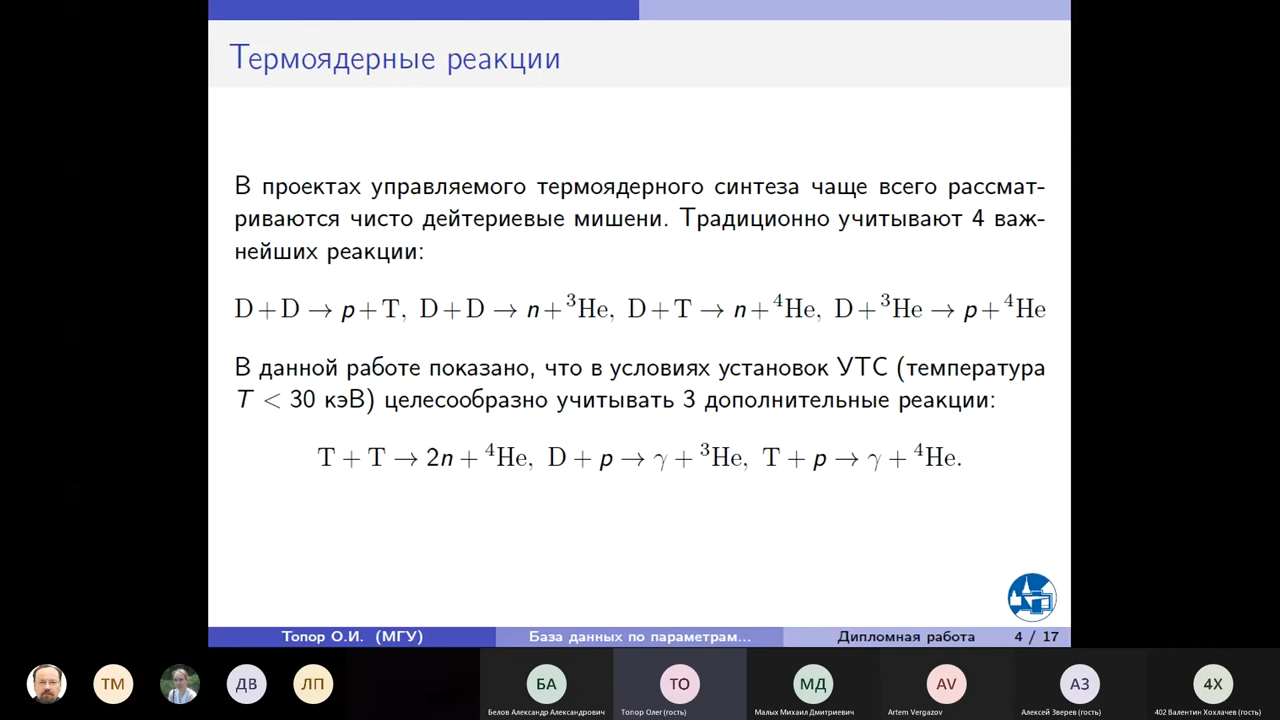 Термоядерные реакции
В проектах управляемого термоядерного синтеза чаще всего рассмат-
риваются чисто дейтериевые мишени. Традиционно учитывают 4 важ-
нейших реакции:
D + D → p + T, D + D → n + ³He, D + T → n + ⁴He, D + ³He → p + ⁴He
В данной работе показано, что в условиях установок УТС (температура
T < 30 кэВ) целесообразно учитывать 3 дополнительные реакции:
T + T → 2n + ⁴He, D + p → γ + ³He, T + p → γ + ⁴He.
Топор О.И. (МГУ) База данных по параметрам... Дипломная работа 4 / 17
ТМ ДВ ЛП БА ТО МД AV АЗ 4Х
Белов Александр Александрович Топор Олег (гость) Малых Михаил Дмитриевич Artem Vergazov Алексей Зверев (гость) 402 Валентин Хохлачев (гость)